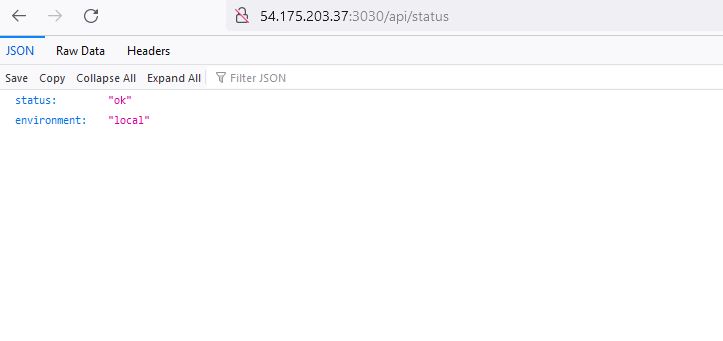 54.175.203.37:3030/api/status
JSON Raw Data Headers
Save Copy Collapse All Expand All Filter JSON
status: "ok"
environment: "local"